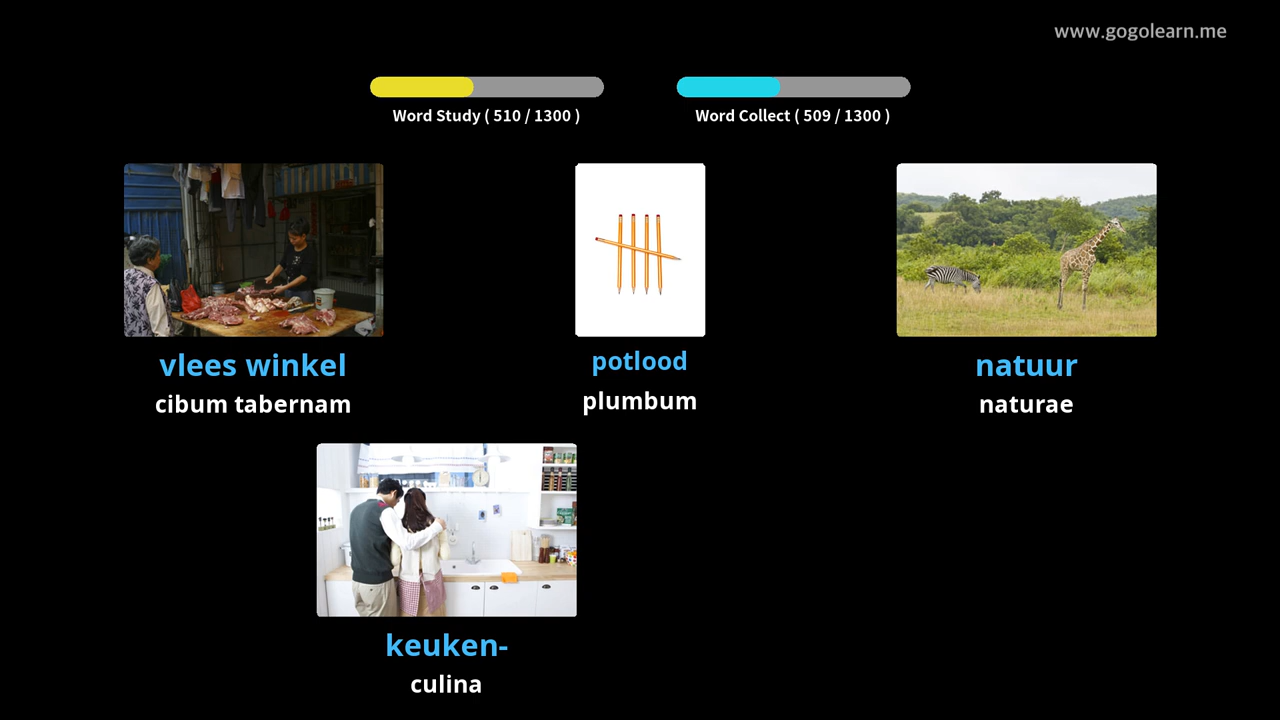 www.gogolearn.me
Word Study ( 510 / 1300 )
Word Collect ( 509 / 1300 )
vlees winkel
cibum tabernam
potlood
plumbum
natuur
naturae
keuken-
culina